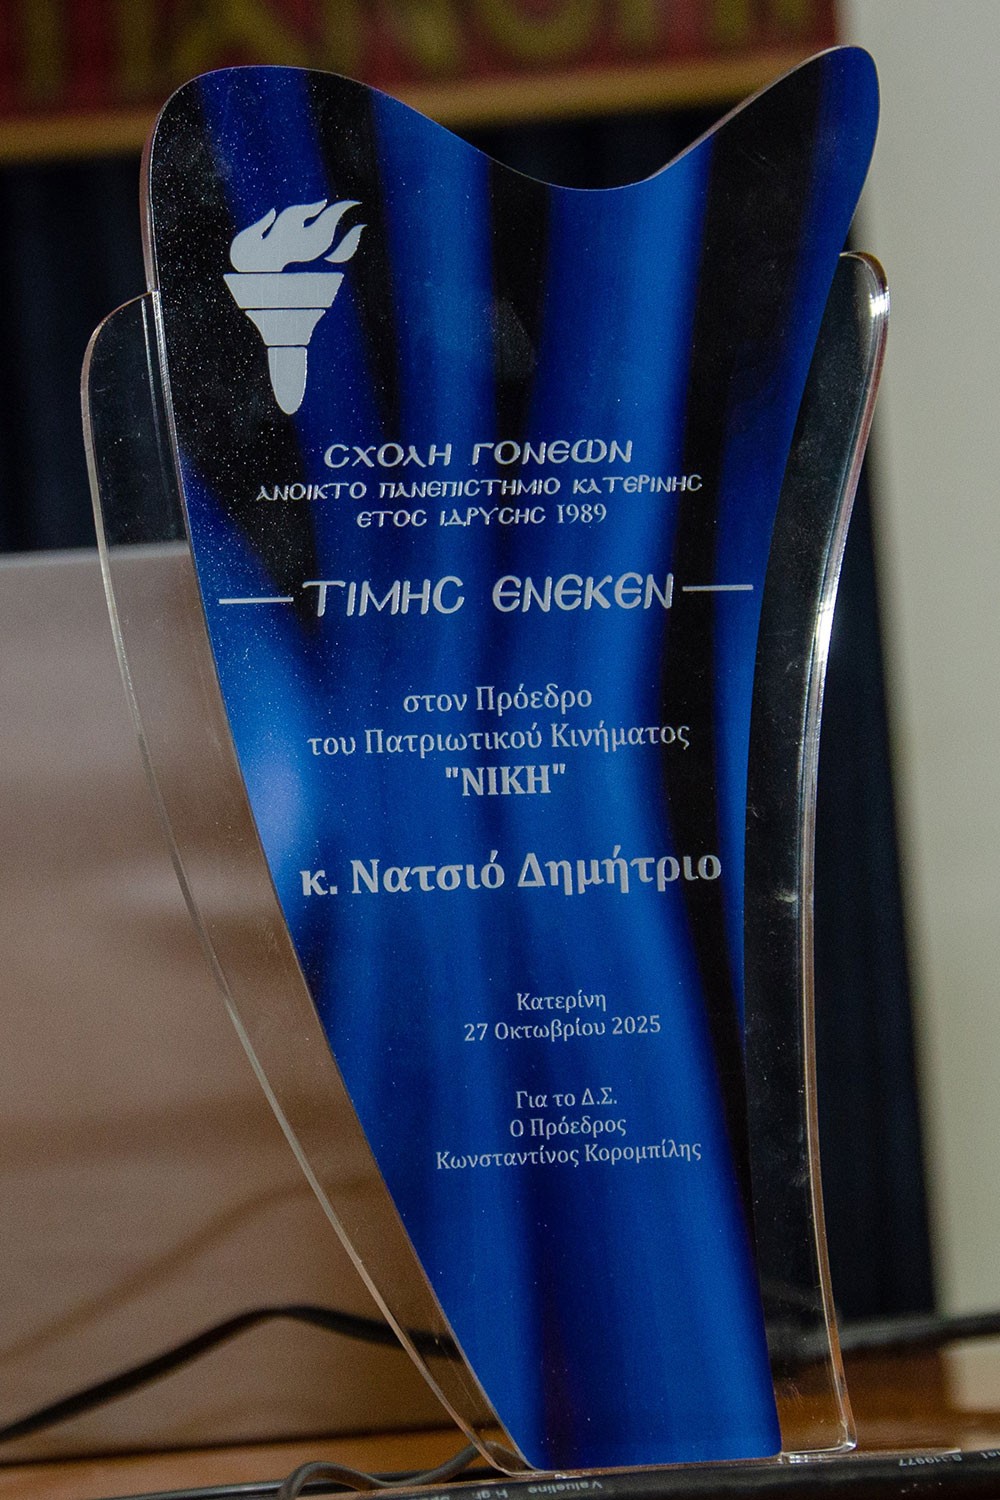 ΣΧΟΛΗ ΓΟΝΕΩΝ
ΑΝΟΙΚΤΟ ΠΑΝΕΠΙΣΤΗΜΙΟ ΚΑΤΕΡΙΝΗΣ
ΕΤΟΣ ΙΔΡΥΣΗΣ 1989
ΤΙΜΗΣ ΕΝΕΚΕΝ
στον Πρόεδρο
του Πατριωτικού Κινήματος
"ΝΙΚΗ"
κ. Νατσιό Δημήτριο
Κατερίνη
27 Οκτωβρίου 2025
Για το Δ.Σ.
Ο Πρόεδρος
Κωνσταντίνος Κορομπίλης
Valueline